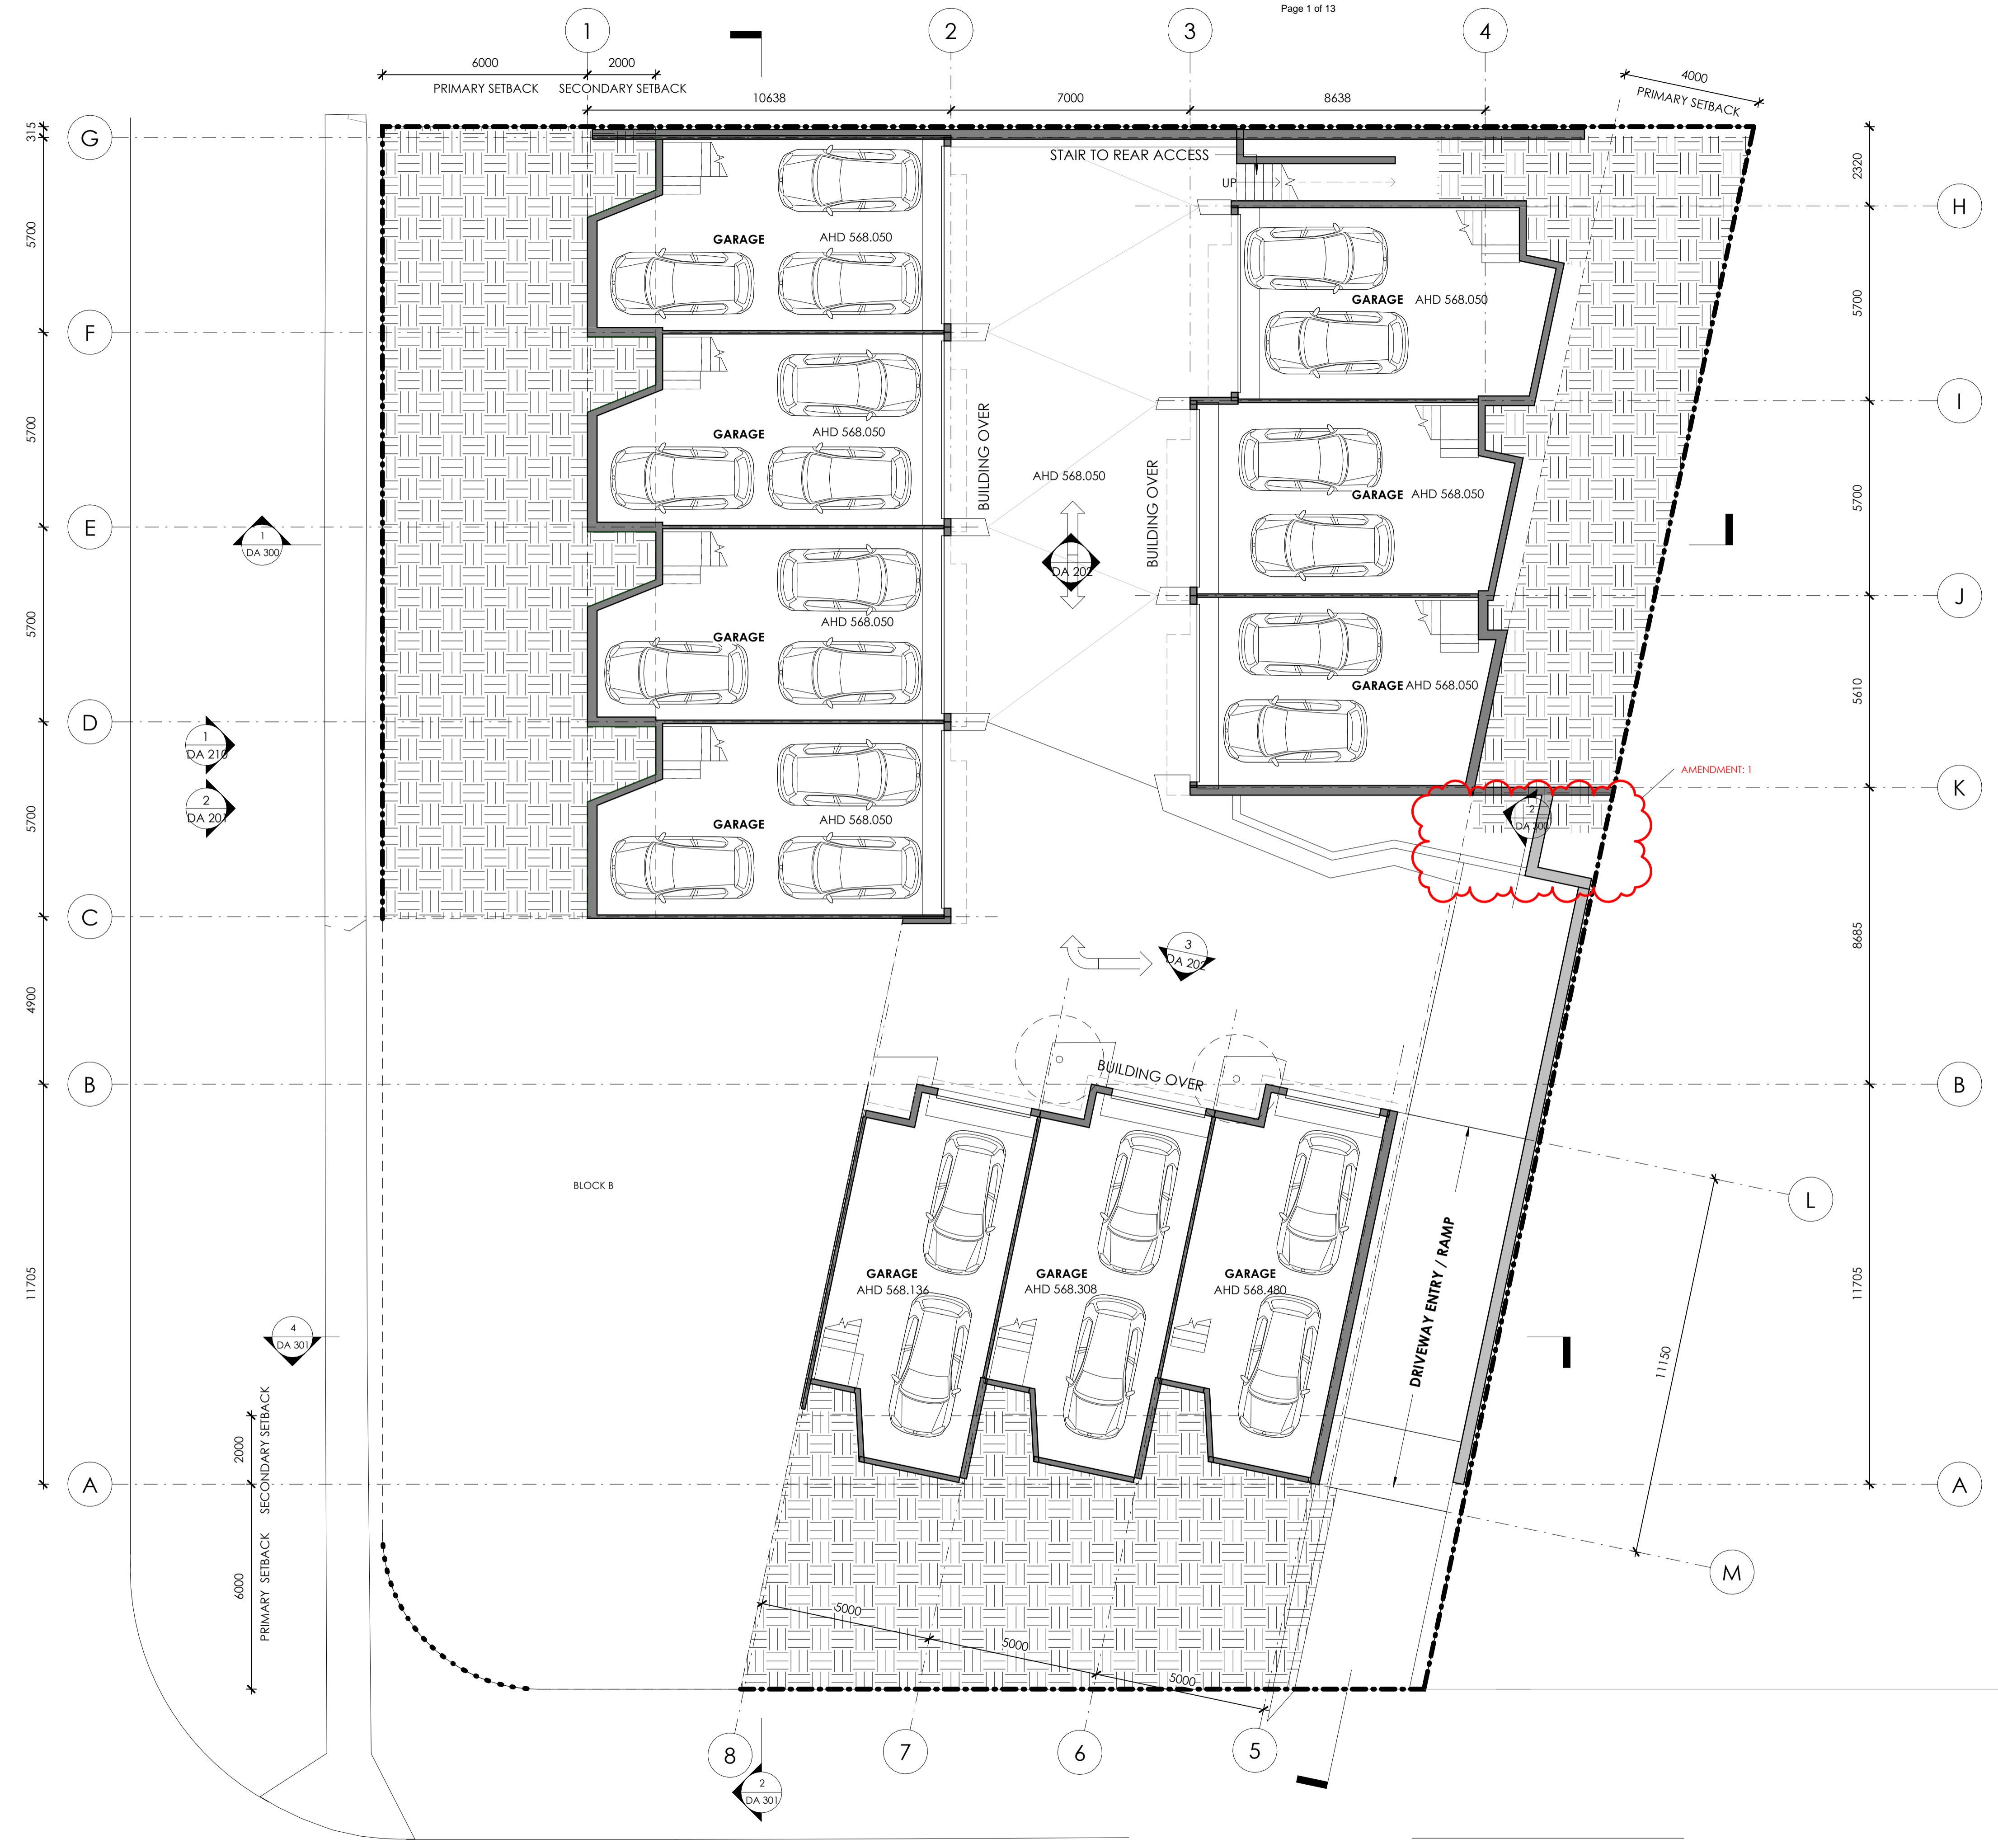 Page 1 of 13
1
2
3
4
6000
2000
PRIMARY SETBACK
SECONDARY SETBACK
10638
7000
8638
4000
PRIMARY SETBACK
315
G
STAIR TO REAR ACCESS
UP
2320
H
5700
GARAGE
AHD 568.050
GARAGE
AHD 568.050
5700
F
I
5700
GARAGE
AHD 568.050
BUILDING OVER
AHD 568.050
BUILDING OVER
GARAGE
AHD 568.050
5700
E
1
DA 300
DA 202
J
5700
GARAGE
AHD 568.050
GARAGE
AHD 568.050
5610
D
1
DA 210
2
DA 201
AMENDMENT: 1
K
5700
GARAGE
AHD 568.050
2
DA 300
C
3
DA 202
8685
4900
B
BUILDING OVER
B
BLOCK B
L
11705
GARAGE
AHD 568.136
GARAGE
AHD 568.308
GARAGE
AHD 568.480
DRIVEWAY ENTRY / RAMP
11705
4
DA 301
11150
2000
SECONDARY SETBACK
A
A
6000
PRIMARY SETBACK
M
5000
5000
5000
8
7
6
5
2
DA 301